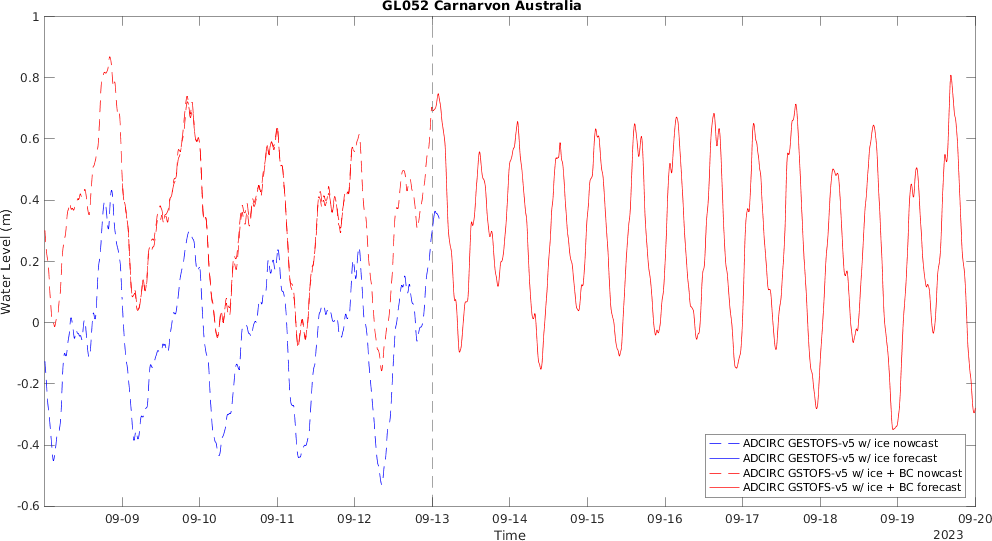 GL052 Carnarvon Australia
Water Level (m)
1
0.8
0.6
0.4
0.2
0
-0.2
-0.4
-0.6
ADCIRC GESTOFS-v5 w/ ice nowcast
ADCIRC GESTOFS-v5 w/ ice forecast
ADCIRC GSTOFS-v5 w/ ice + BC nowcast
ADCIRC GSTOFS-v5 w/ ice + BC forecast
09-09 09-10 09-11 09-12 09-13 09-14 09-15 09-16 09-17 09-18 09-19 09-20
Time
2023